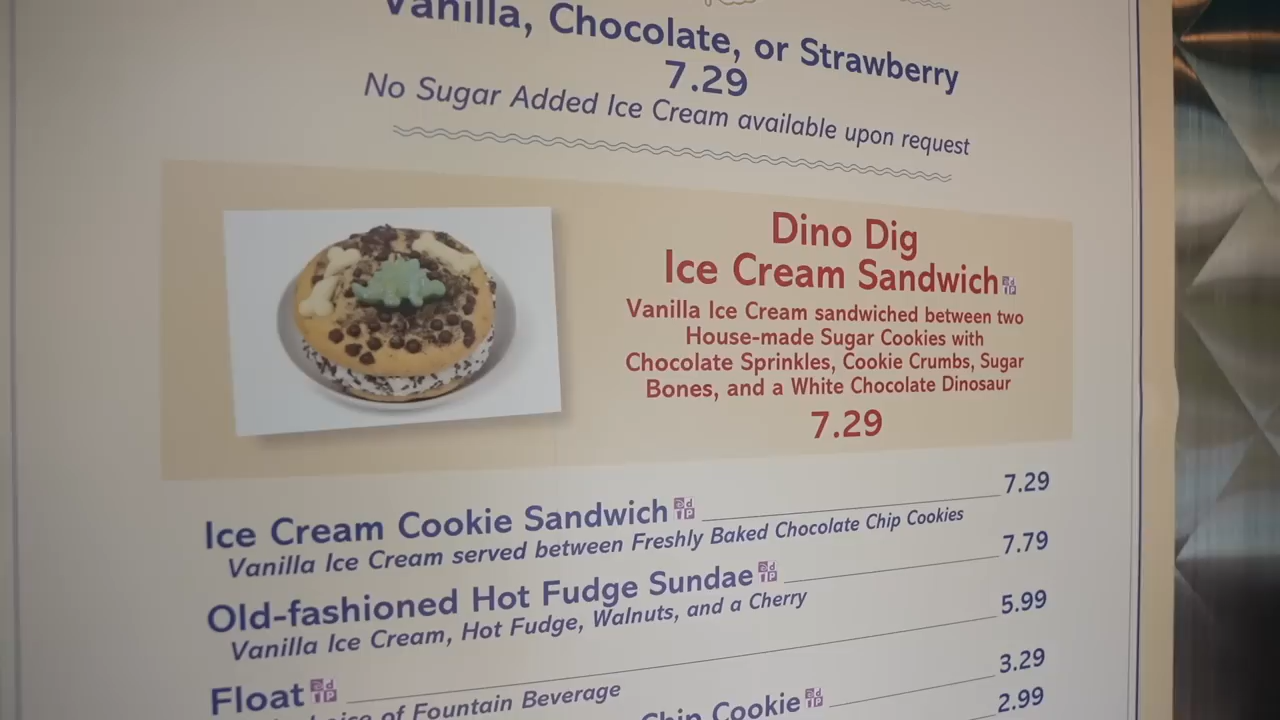 Vanilla, Chocolate, or Strawberry
7.29
No Sugar Added Ice Cream available upon request
Dino Dig
Ice Cream Sandwich
Vanilla Ice Cream sandwiched between two
House-made Sugar Cookies with
Chocolate Sprinkles, Cookie Crumbs, Sugar
Bones, and a White Chocolate Dinosaur
7.29
Ice Cream Cookie Sandwich 7.29
Vanilla Ice Cream served between Freshly Baked Chocolate Chip Cookies
Old-fashioned Hot Fudge Sundae 7.79
Vanilla Ice Cream, Hot Fudge, Walnuts, and a Cherry
Float 5.99
of Fountain Beverage
Chip Cookie 3.29
2.99